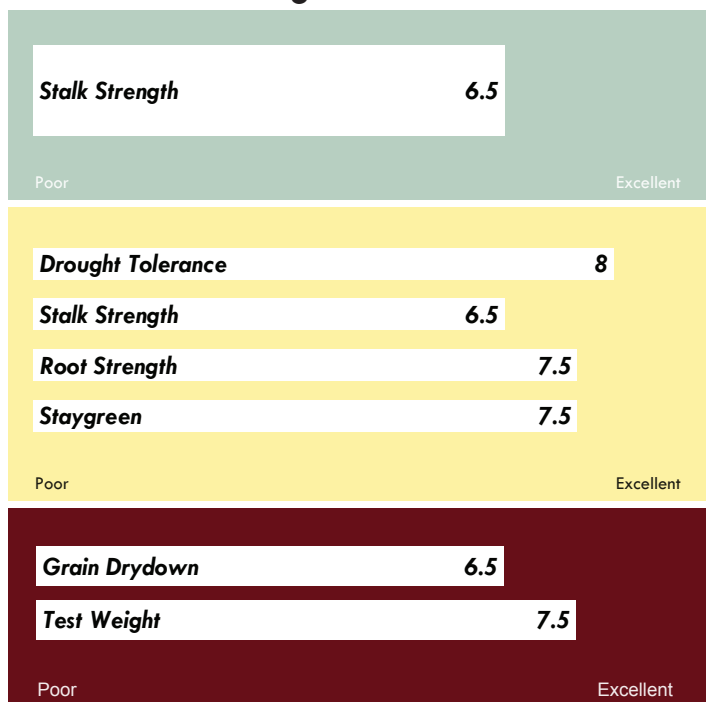 Stalk Strength 6.5
Poor Excellent
Drought Tolerance 8
Stalk Strength 6.5
Root Strength 7.5
Staygreen 7.5
Poor Excellent
Grain Drydown 6.5
Test Weight 7.5
Poor Excellent